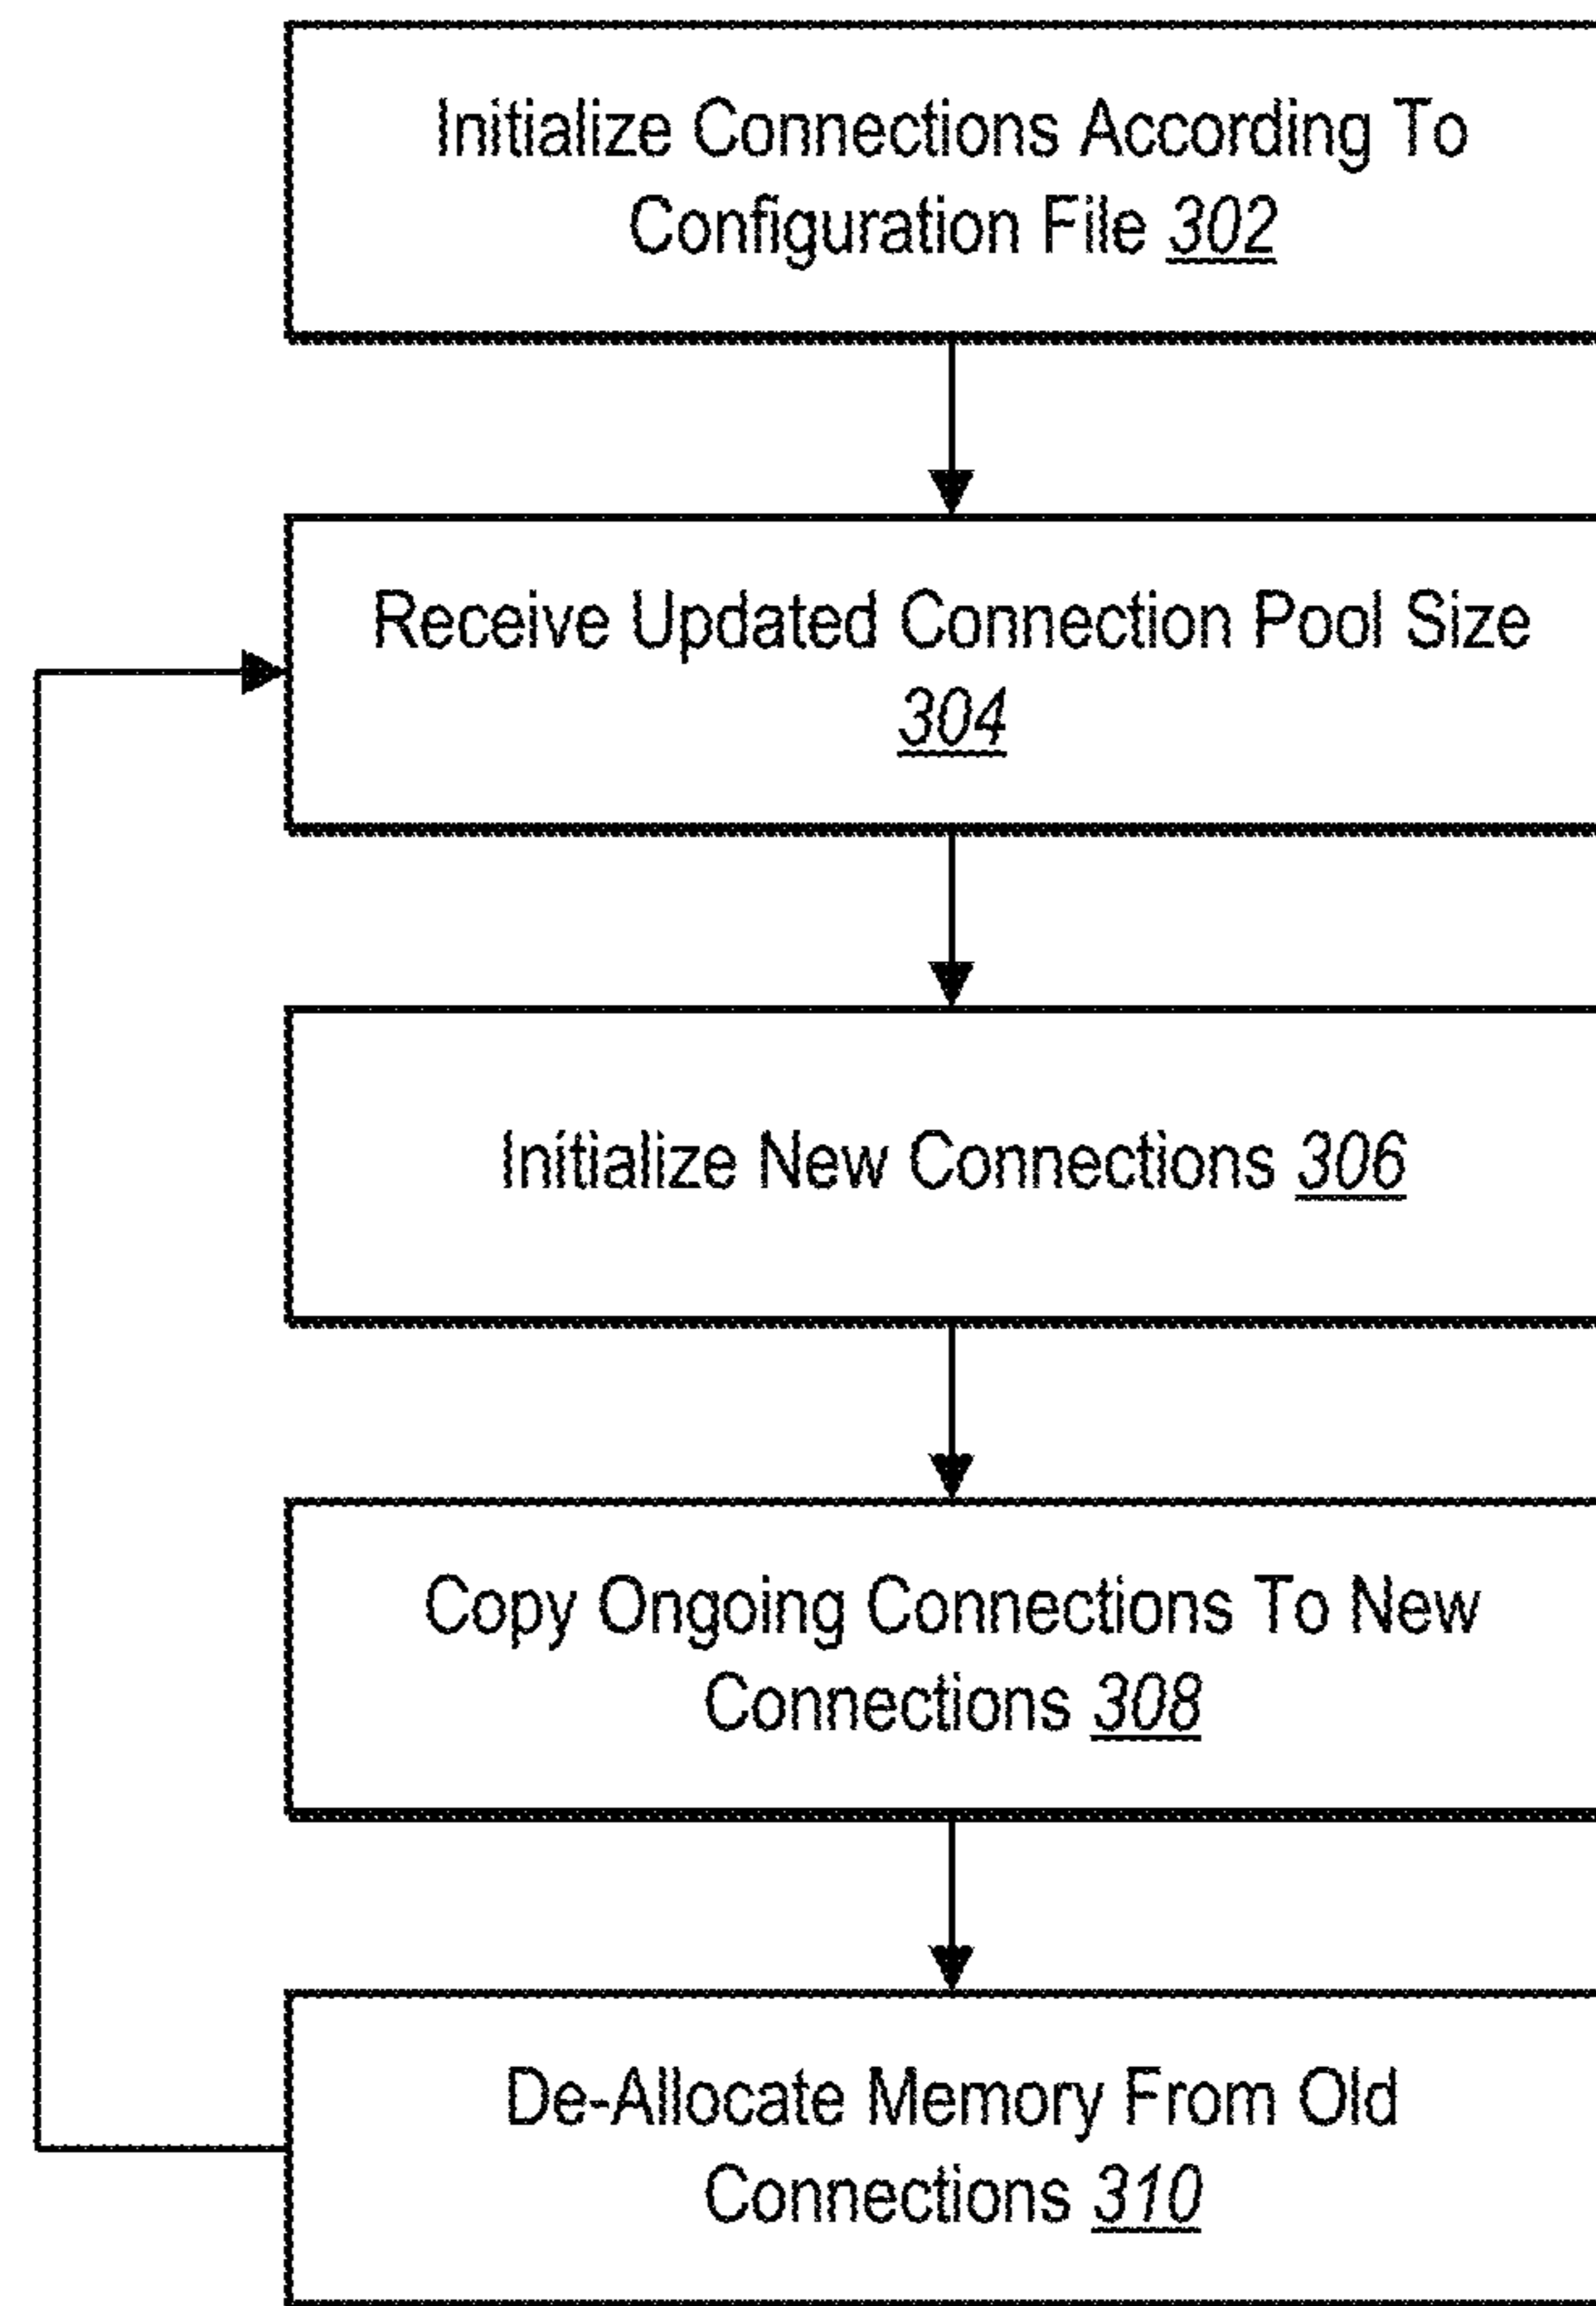 Initialize Connections According To
Configuration File 302
Receive Updated Connection Pool Size
304
Initialize New Connections 306
Copy Ongoing Connections To New
Connections 308
De-Allocate Memory From Old
Connections 310